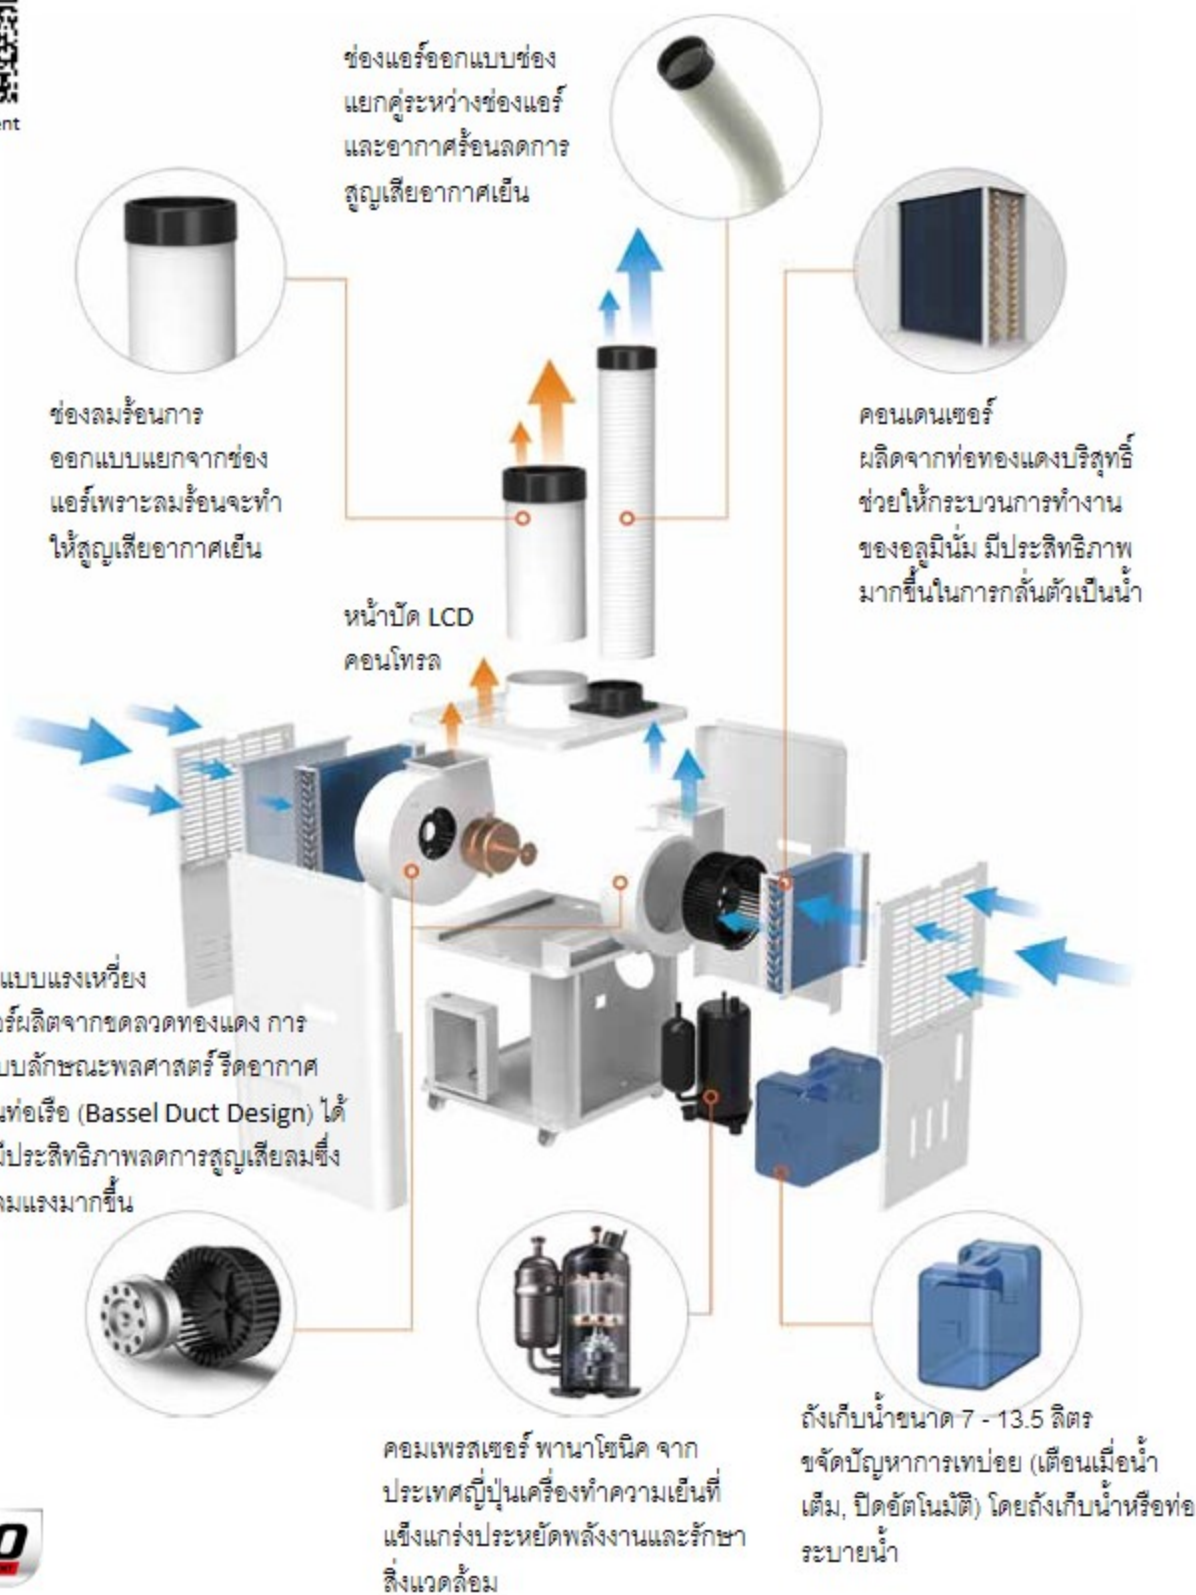 ent
ช่องแอร์ออกแบบช่อง
แยกคู่ระหว่างช่องแอร์
และอากาศร้อนลดการ
สูญเสียอากาศเย็น
ช่องลมร้อนการ
ออกแบบแยกจากช่อง
แอร์เพราะลมร้อนจะทำ
ให้สูญเสียอากาศเย็น
คอนเดนเซอร์
ผลิตจากท่อทองแดงบริสุทธิ์
ช่วยให้กระบวนการทำงาน
ของอลูมินั่ม มีประสิทธิภาพ
มากขึ้นในการกลั่นตัวเป็นน้ำ
หน้าปัด LCD
คอนโทรล
แบบแรงเหวี่ยง
อร์ผลิตจากขดลวดทองแดง การ
บบลักษณะพลศาสตร์ รีดอากาศ
นท่อเรือ (Bassel Duct Design) ได้
มีประสิทธิภาพลดการสูญเสียลมซึ่ง
ลมแรงมากขึ้น
คอมเพรสเซอร์ พานาโซนิค จาก
ประเทศญี่ปุ่นเครื่องทำความเย็นที่
แข็งแกร่งประหยัดพลังงานและรักษา
สิ่งแวดล้อม
ถังเก็บน้ำขนาด 7 - 13.5 ลิตร
ขจัดปัญหาการเทบ่อย (เตือนเมื่อน้ำ
เต็ม, ปิดอัตโนมัติ) โดยถังเก็บน้ำหรือท่อ
ระบายน้ำ